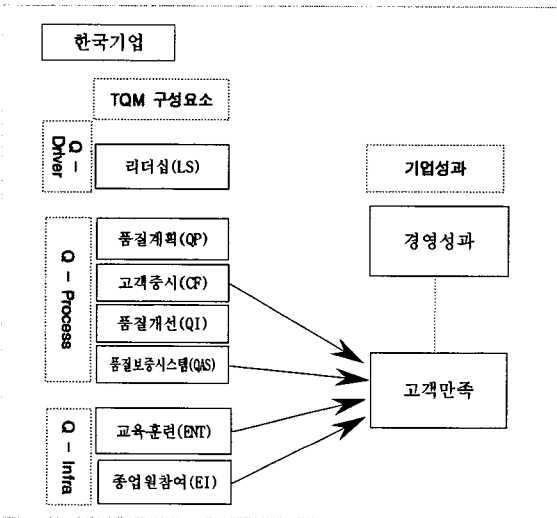 한국기업
TQM 구성요소
Q - Driver
리더십(LS)
기업성과
경영성과
Q - Process
품질계획(QP)
고객중시(CF)
품질개선(QI)
품질보증시스템(QAS)
고객만족
Q - Infra
교육·훈련(ENT)
종업원참여(EI)